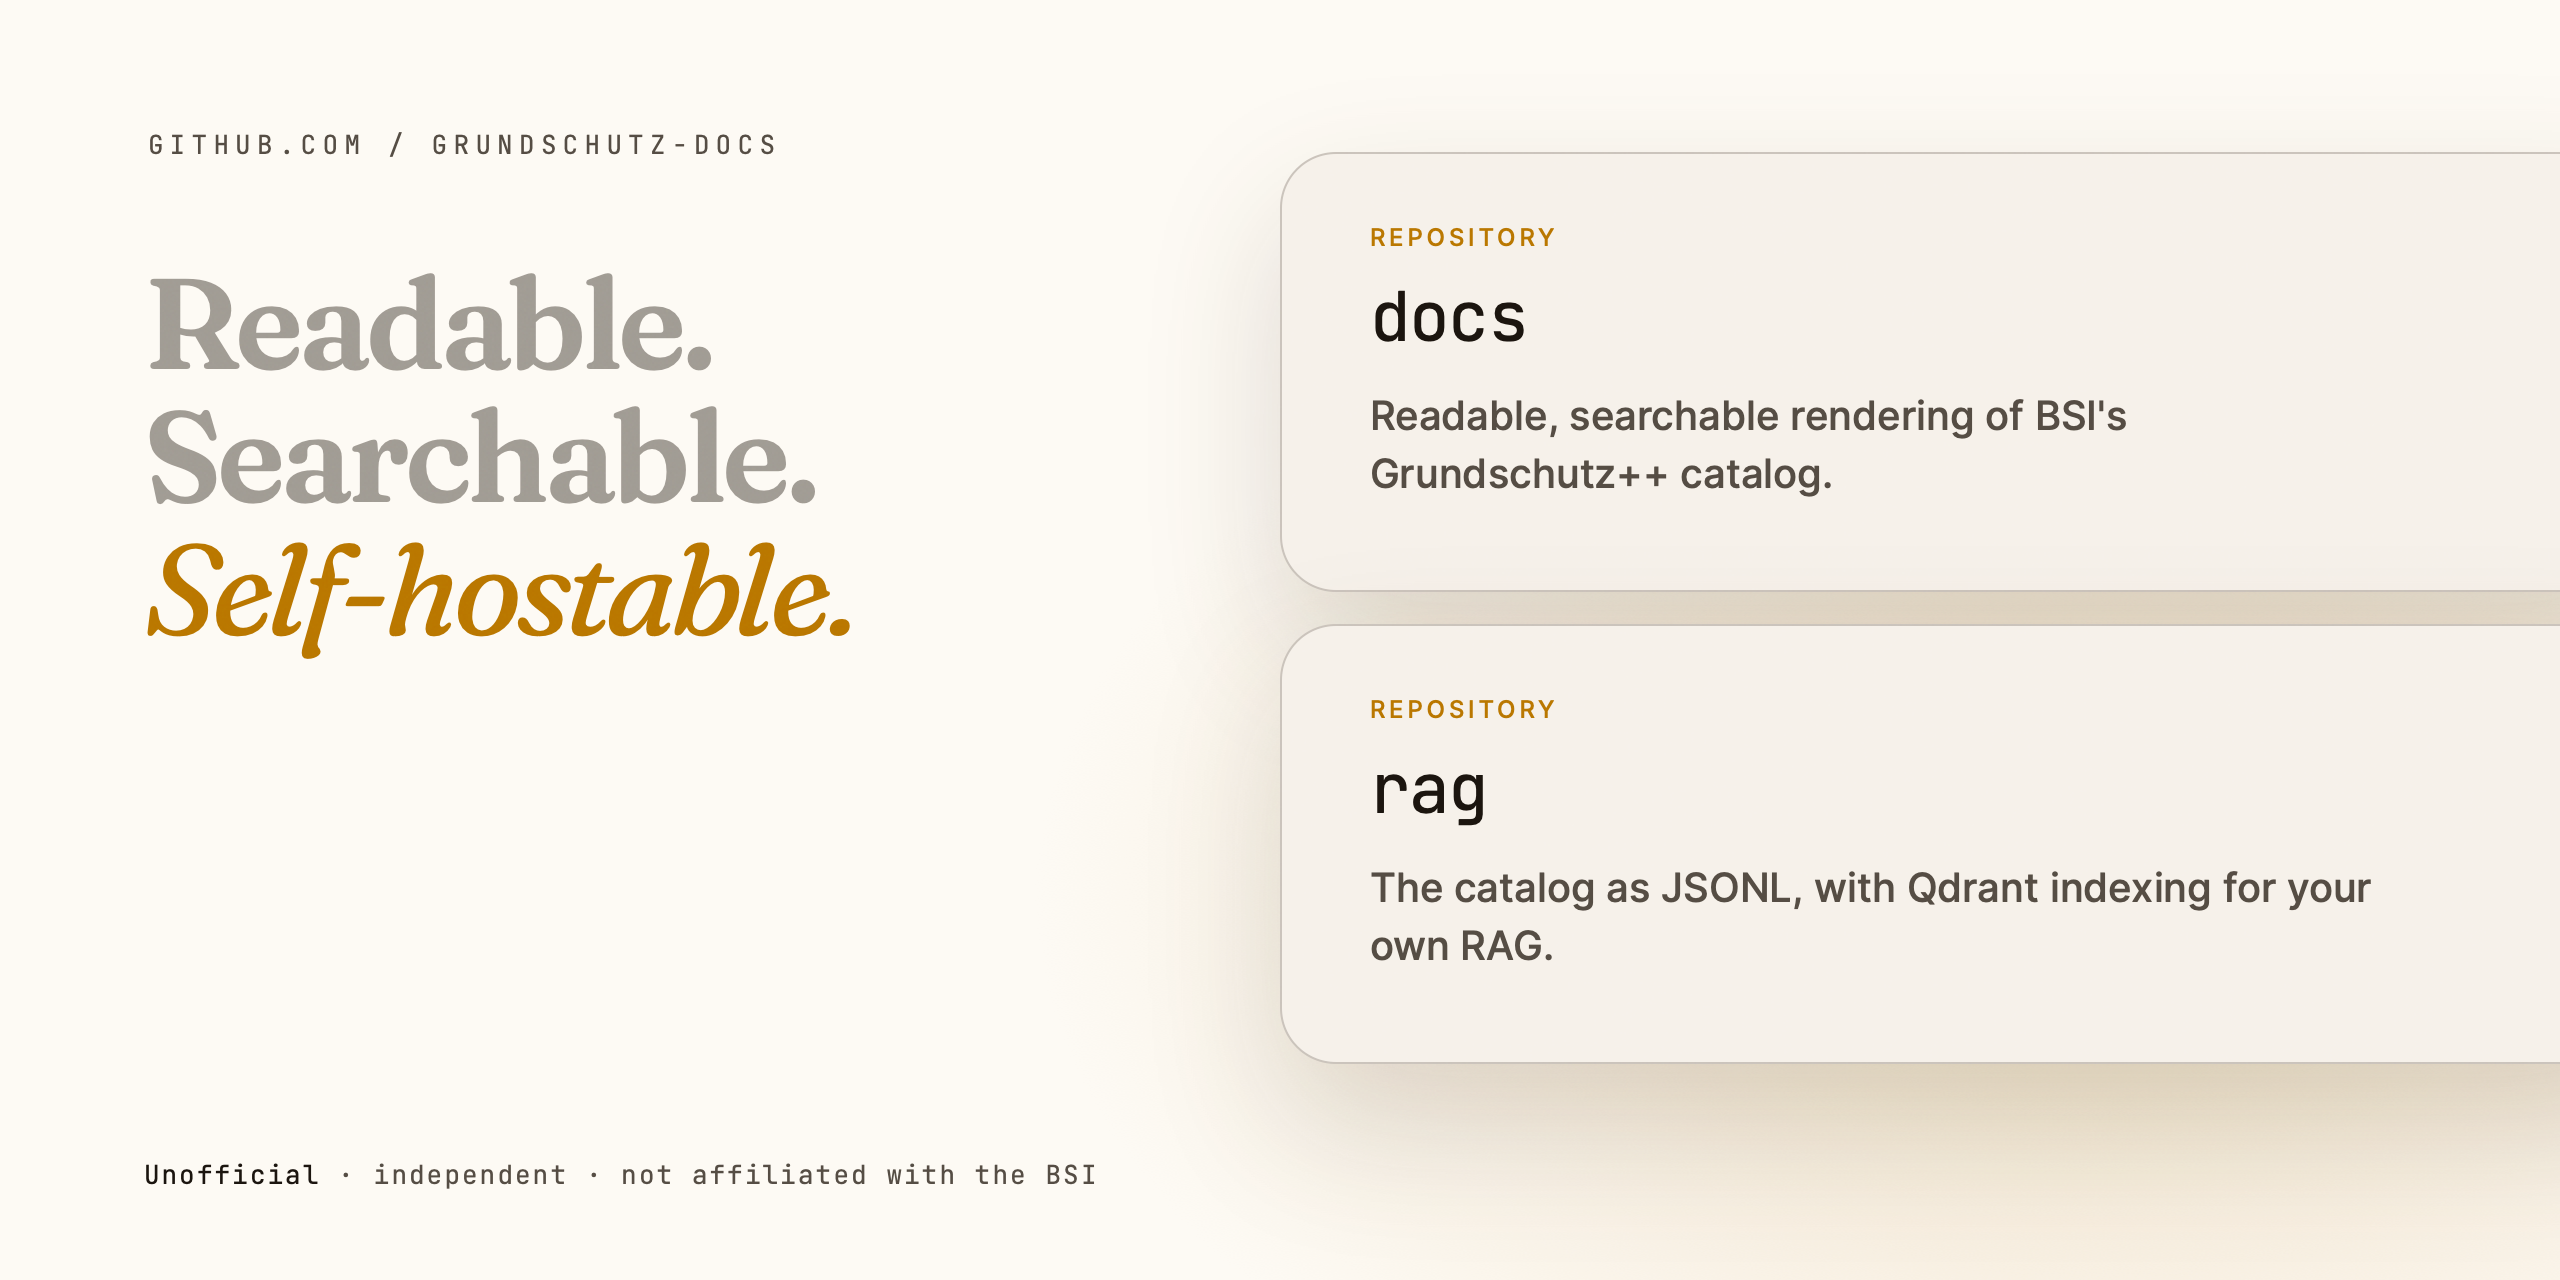 GITHUB.COM / GRUNDSCHUTZ-DOCS
Readable.
Searchable.
Self-hostable.
Unofficial · independent · not affiliated with the BSI
REPOSITORY
docs
Readable, searchable rendering of BSI's
Grundschutz++ catalog.
REPOSITORY
rag
The catalog as JSONL, with Qdrant indexing for your
own RAG.